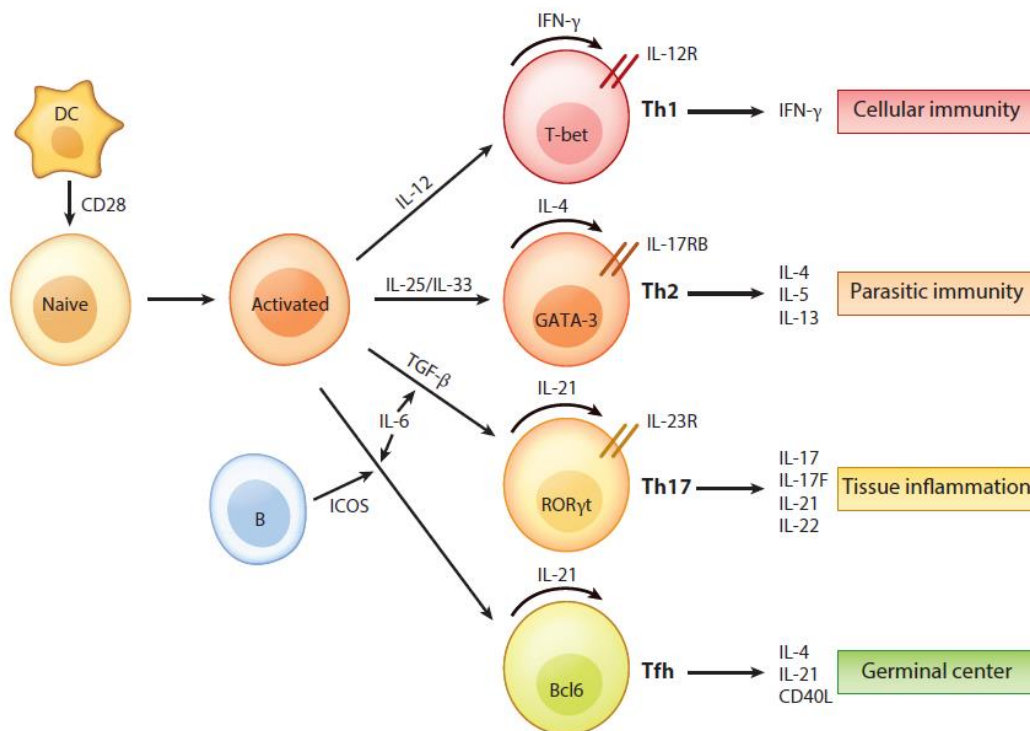 DC
CD28
Naive
Activated
IL-12
IL-25/IL-33
TGF-β
IL-6
B
ICOS
IFN-γ
IL-12R
T-bet
Th1
IFN-γ
Cellular immunity
IL-4
IL-17RB
GATA-3
Th2
IL-4
IL-5
IL-13
Parasitic immunity
IL-21
IL-23R
RORγt
Th17
IL-17
IL-17F
IL-21
IL-22
Tissue inflammation
IL-21
Bcl6
Tfh
IL-4
IL-21
CD40L
Germinal center